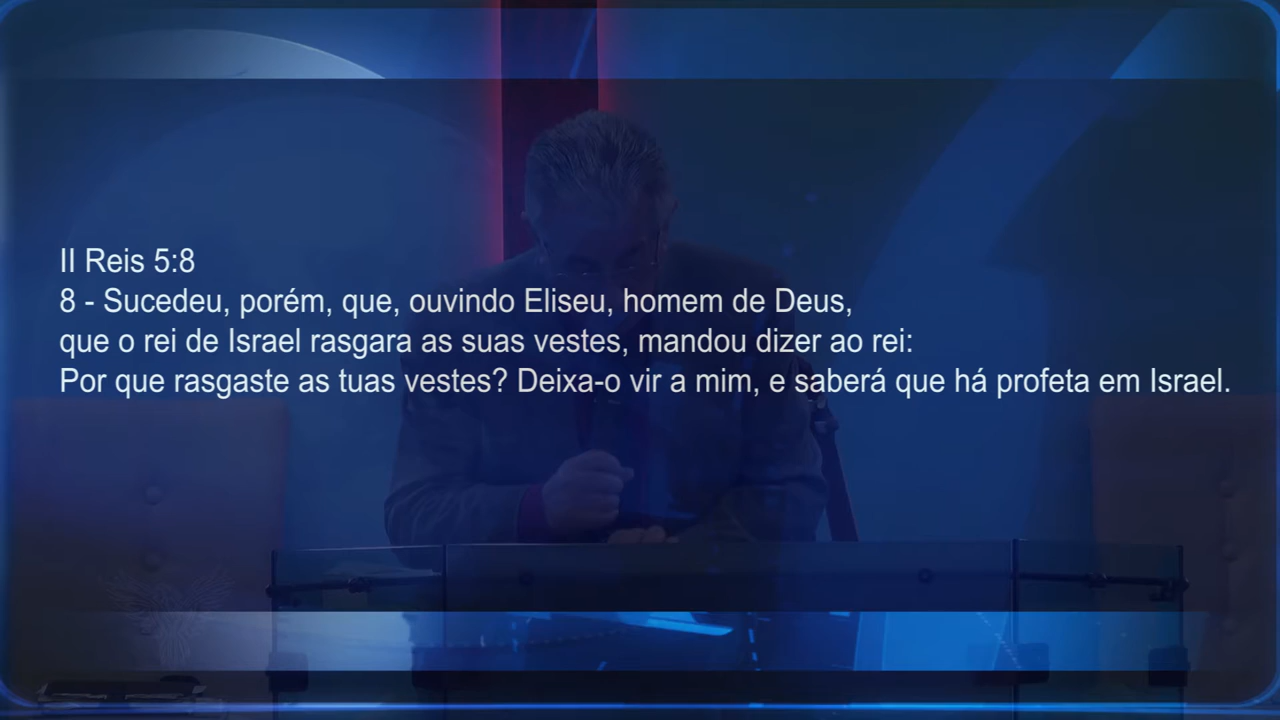 II Reis 5:8
8 - Sucedeu, porém, que, ouvindo Eliseu, homem de Deus,
que o rei de Israel rasgara as suas vestes, mandou dizer ao rei:
Por que rasgaste as tuas vestes? Deixa-o vir a mim, e saberá que há profeta em Israel.